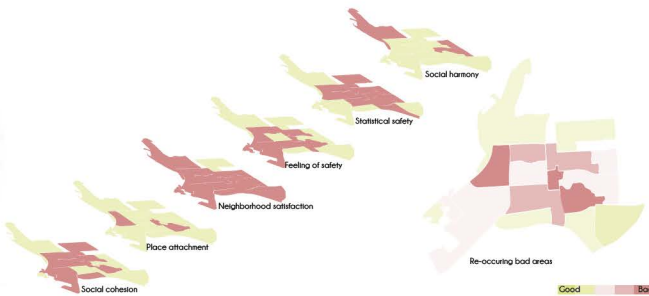 Social harmony
Statistical safety
Feeling of safety
Neighborhood satisfaction
Place attachment
Social cohesion
Re-occuring bad areas
Good